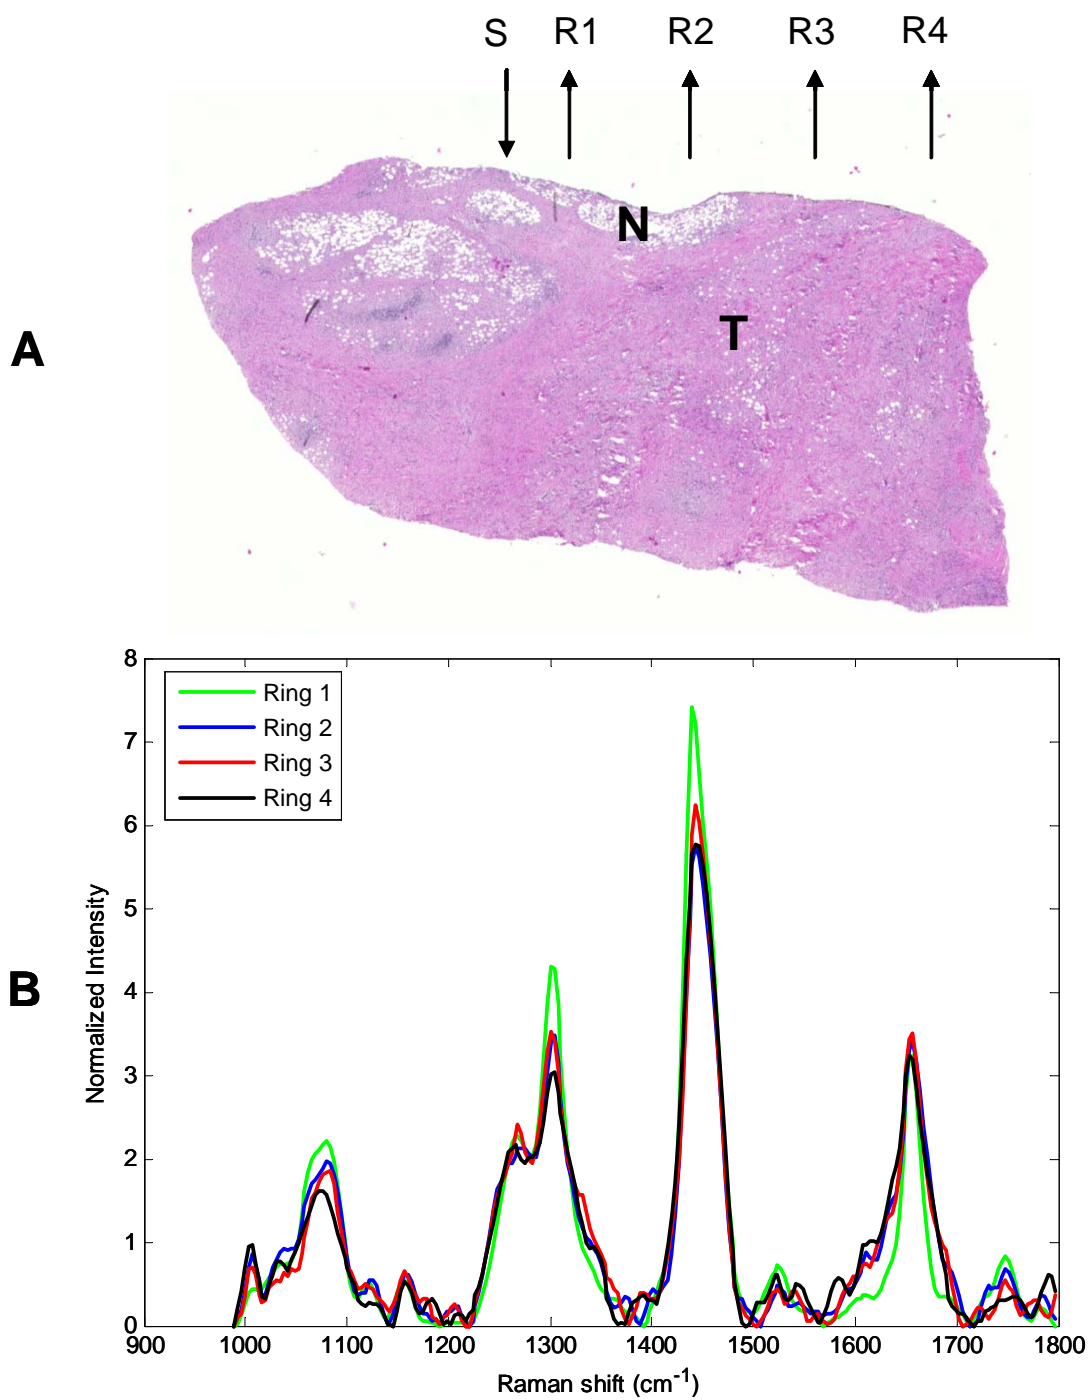 S R1 R2 R3 R4
N
T
A
8
7
6
5
4
3
2
1
0
Ring 1
Ring 2
Ring 3
Ring 4
Normalized Intensity
B
900 1000 1100 1200 1300 1400 1500 1600 1700 1800
Raman shift (cm⁻¹)